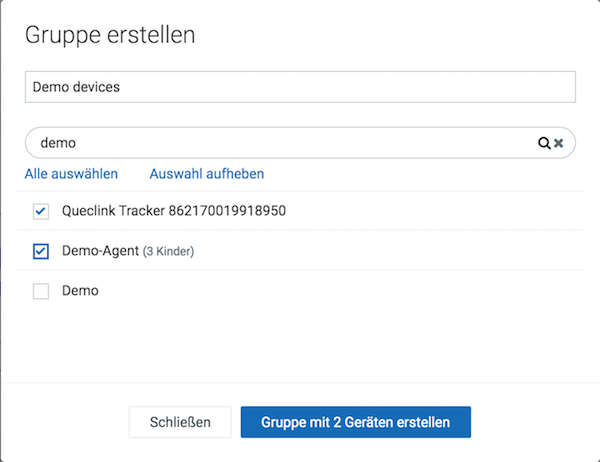 Gruppe erstellen
Demo devices
demo
Alle auswählen Auswahl aufheben
Queclink Tracker 862170019918950
Demo-Agent (3 Kinder)
Demo
Schließen Gruppe mit 2 Geräten erstellen